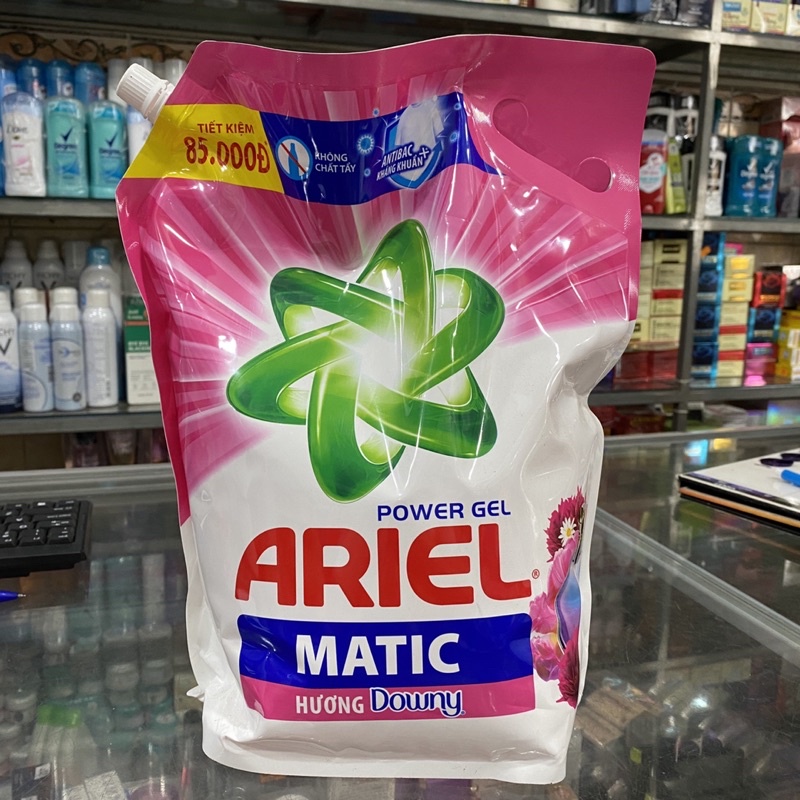 TIẾT KIỆM
85.000Đ
KHÔNG
CHẤT TẨY
ANTIBAC
KHÁNG KHUẨN
POWER GEL
ARIEL
®
MATIC
HƯƠNG Downy